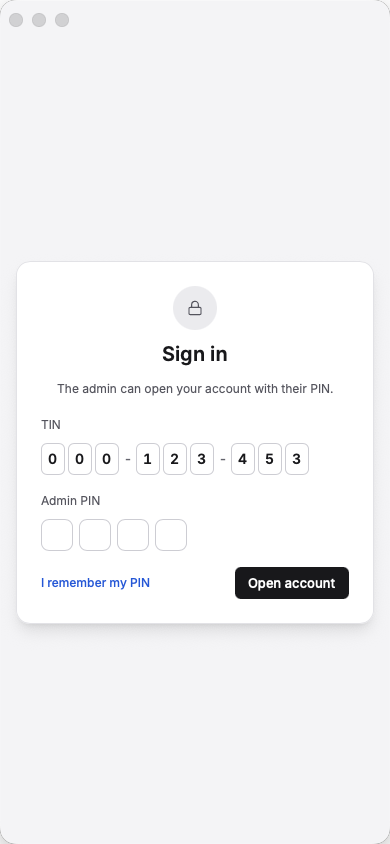 Sign in
The admin can open your account with their PIN.
TIN
0 0 0 - 1 2 3 - 4 5 3
Admin PIN
I remember my PIN
Open account